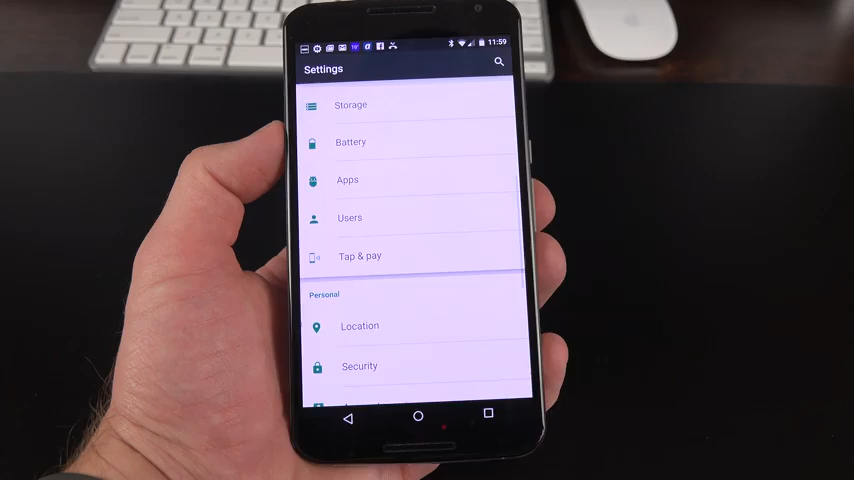 11:59
Settings
Storage
Battery
Apps
Users
Tap & pay
Personal
Location
Security